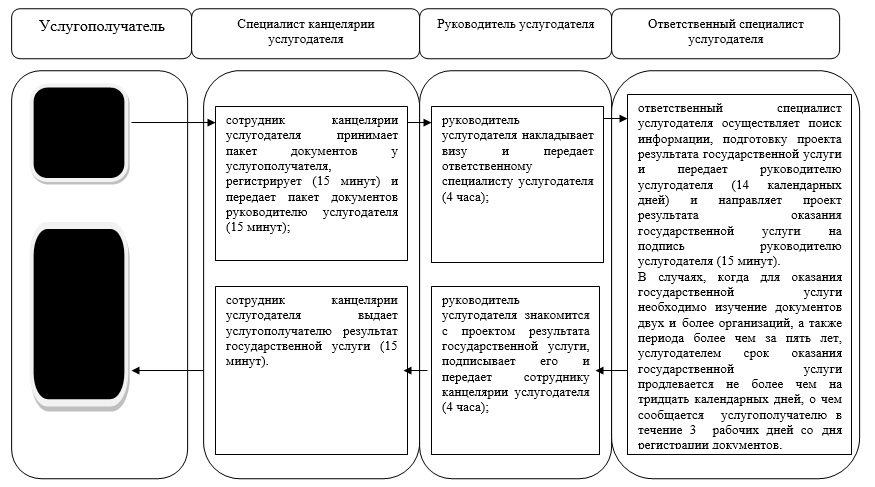 Услугополучатель
Специалист канцелярии
услугодателя
Руководитель услугодателя
Ответственный специалист
услугодателя
сотрудник канцелярии
услугодателя принимает
пакет документов у
услугополучателя,
регистрирует (15 минут) и
передает пакет документов
руководителю услугодателя
(15 минут);
руководитель
услугодателя накладывает
визу и передает
ответственному
специалисту услугодателя
(4 часа);
ответственный специалист
услугодателя осуществляет поиск
информации, подготовку проекта
результата государственной услуги
и передает руководителю
услугодателя (14 календарных
дней) и направляет проект
результата оказания
государственной услуги на
подпись руководителю
услугодателя (15 минут).
В случаях, когда для оказания
государственной услуги
необходимо изучение документов
двух и более организаций, а также
периода более чем за пять лет,
услугодателем срок оказания
государственной услуги
продлевается не более чем на
тридцать календарных дней, о чем
сообщается услугополучателю в
течение 3 рабочих дней со дня
регистрации документов.
сотрудник канцелярии
услугодателя выдает
услугополучателю результат
государственной услуги (15
минут).
руководитель
услугодателя знакомится
с проектом результата
государственной услуги,
подписывает его и
передает сотруднику
канцелярии услугодателя
(4 часа);